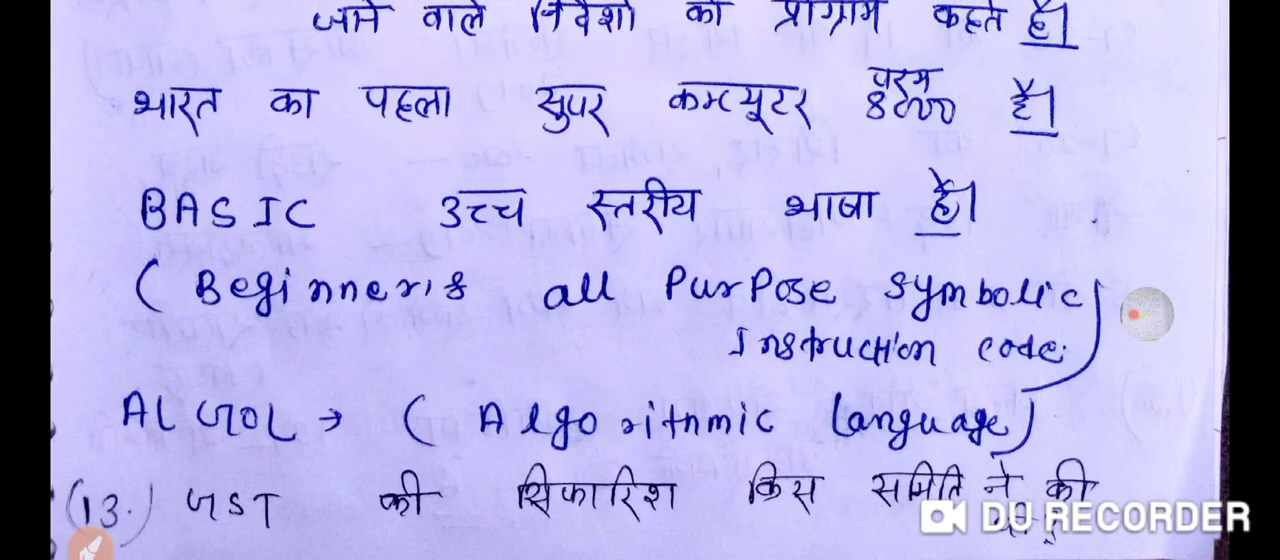 जाने वाले निर्देशो को प्रोग्राम कहते है।
भारत का पहला सुपर कम्प्यूटर परम 8000 है।
BASIC उच्च स्तरीय भाषा है।
( Beginner's all Purpose Symbolic
Instruction code. )
ALGOL → ( Algorithmic language )
(13.) GST की सिफारिश किस समिति ने की
थी ?
DU RECORDER